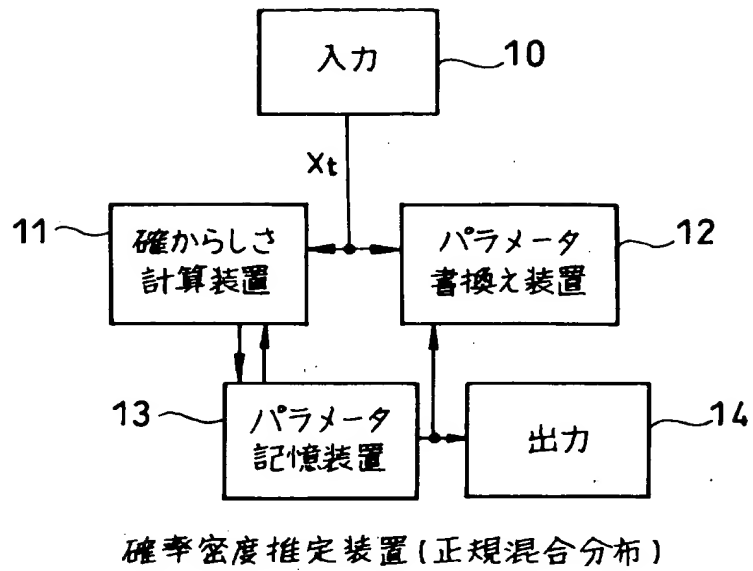 入力
10
Xt
11
確からしさ
計算装置
パラメータ
書換え装置
12
13
パラメータ
記憶装置
出力
14
確率密度推定装置(正規混合分布)